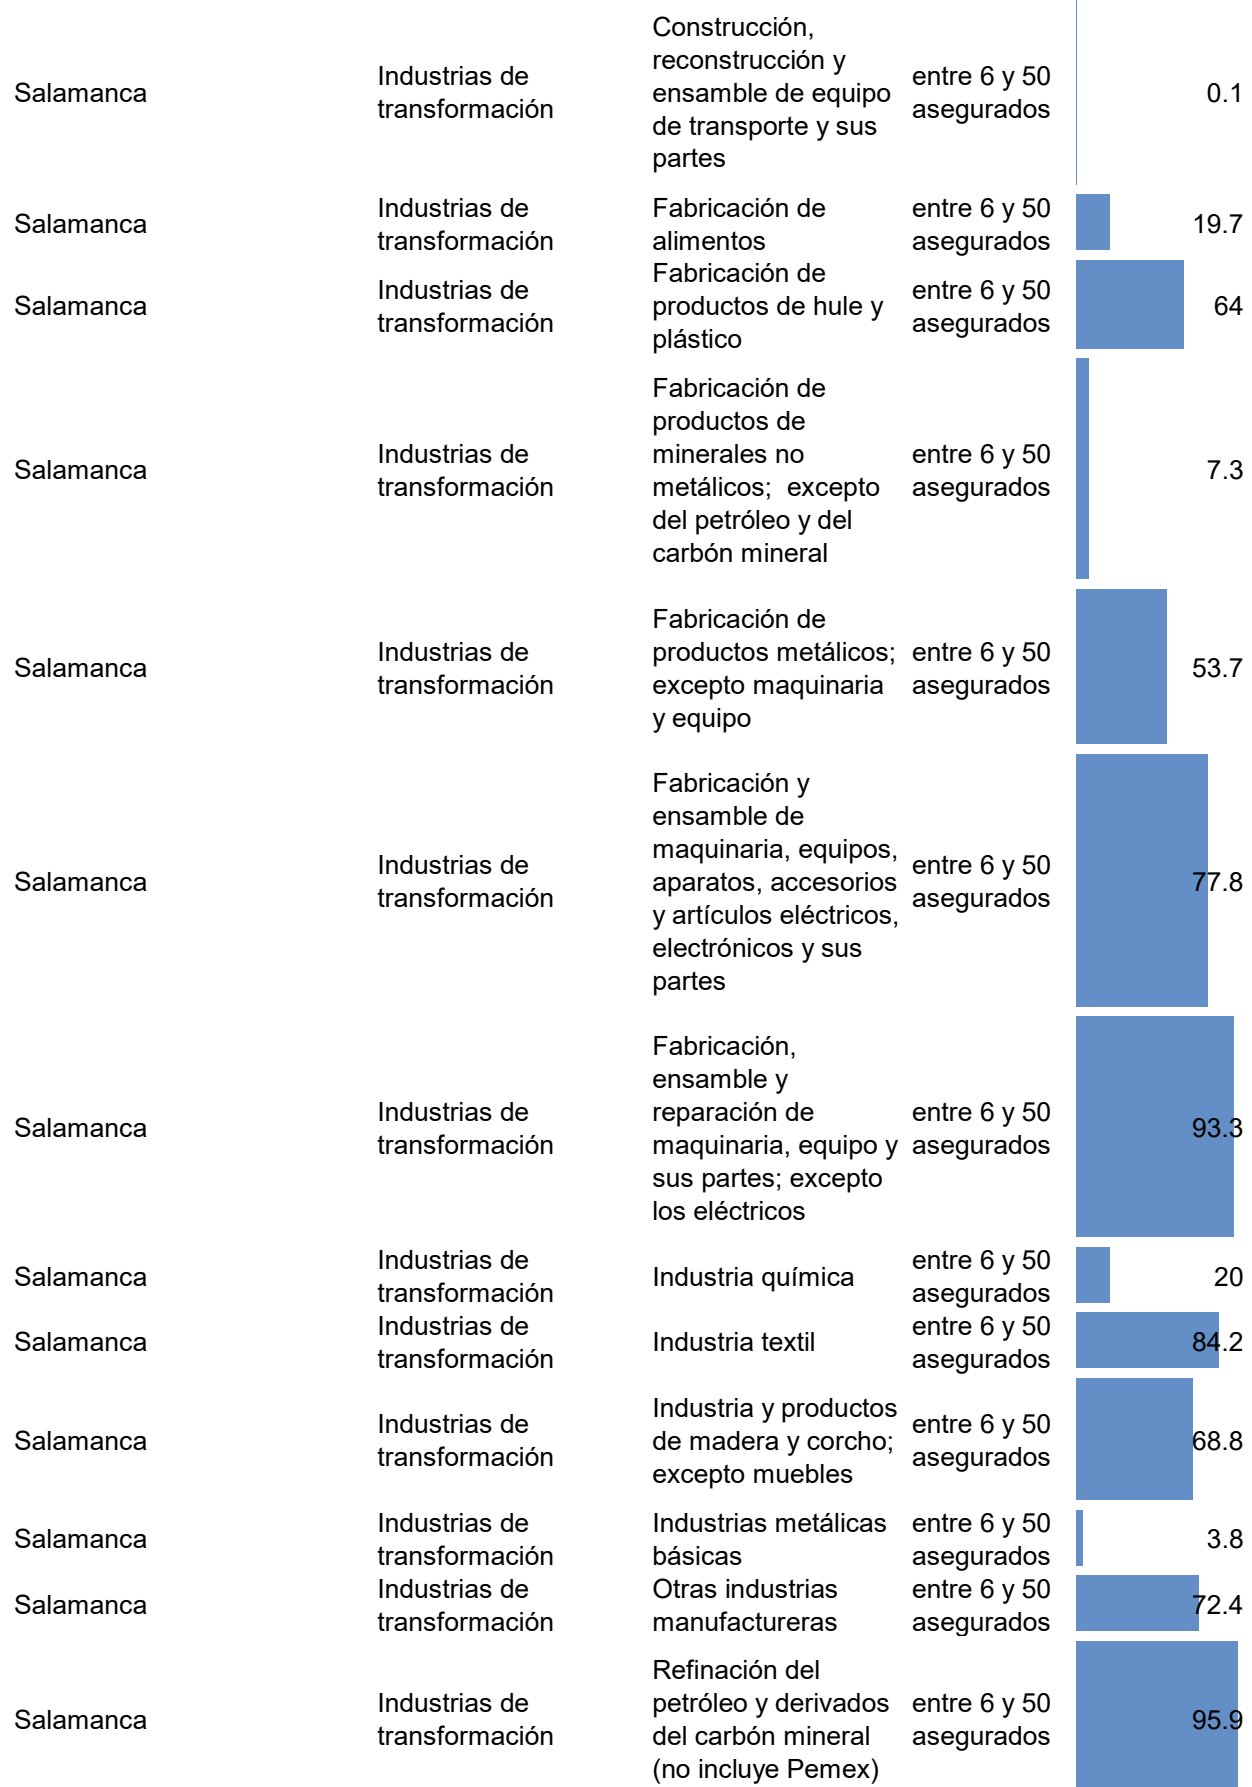 Salamanca Industrias de transformación Construcción, reconstrucción y ensamble de equipo de transporte y sus partes entre 6 y 50 asegurados 0.1
Salamanca Industrias de transformación Fabricación de alimentos entre 6 y 50 asegurados 19.7
Salamanca Industrias de transformación Fabricación de productos de hule y plástico entre 6 y 50 asegurados 64
Salamanca Industrias de transformación Fabricación de productos de minerales no metálicos; excepto del petróleo y del carbón mineral entre 6 y 50 asegurados 7.3
Salamanca Industrias de transformación Fabricación de productos metálicos; excepto maquinaria y equipo entre 6 y 50 asegurados 53.7
Salamanca Industrias de transformación Fabricación y ensamble de maquinaria, equipos, aparatos, accesorios y artículos eléctricos, electrónicos y sus partes entre 6 y 50 asegurados 77.8
Salamanca Industrias de transformación Fabricación, ensamble y reparación de maquinaria, equipo y sus partes; excepto los eléctricos entre 6 y 50 asegurados 93.3
Salamanca Industrias de transformación Industria química entre 6 y 50 asegurados 20
Salamanca Industrias de transformación Industria textil entre 6 y 50 asegurados 84.2
Salamanca Industrias de transformación Industria y productos de madera y corcho; excepto muebles entre 6 y 50 asegurados 68.8
Salamanca Industrias de transformación Industrias metálicas básicas entre 6 y 50 asegurados 3.8
Salamanca Industrias de transformación Otras industrias manufactureras entre 6 y 50 asegurados 72.4
Salamanca Industrias de transformación Refinación del petróleo y derivados del carbón mineral (no incluye Pemex) entre 6 y 50 asegurados 95.9